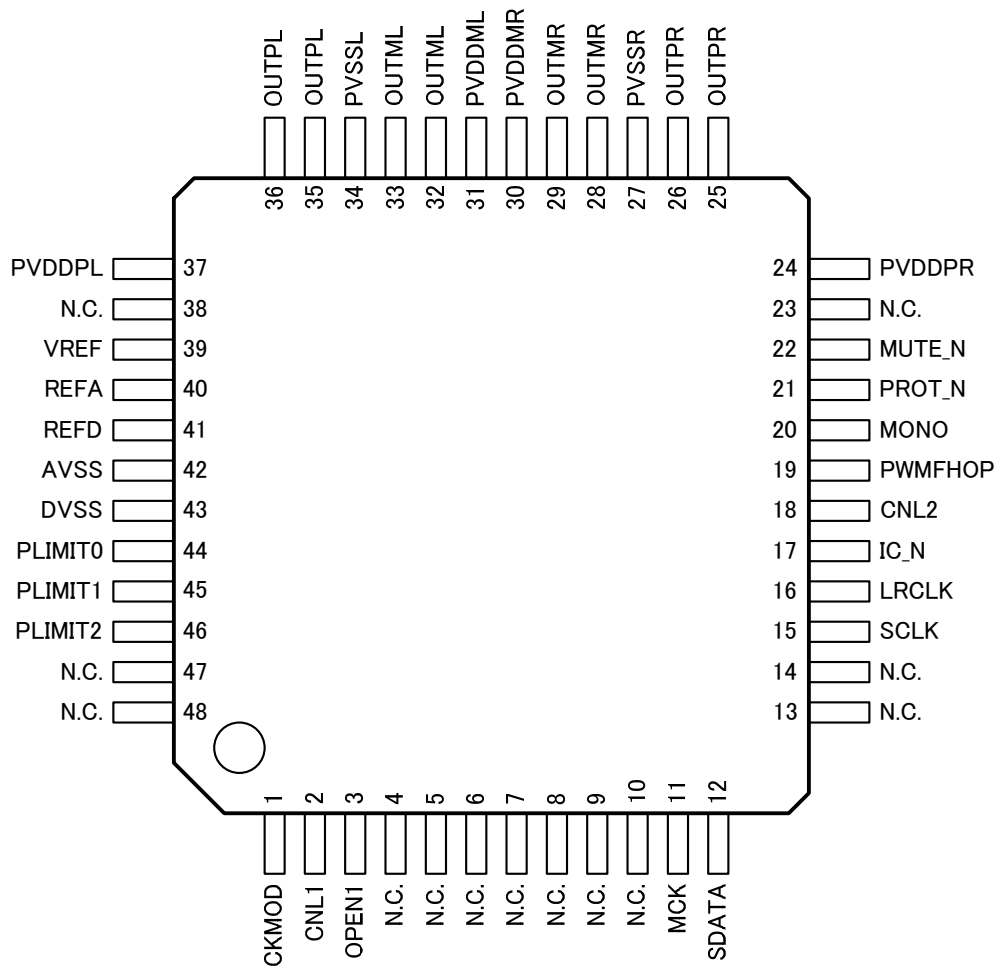 OUTPL
OUTPL
PVSSL
OUTML
OUTML
PVDDML
PVDDMR
OUTMR
OUTMR
PVSSR
OUTPR
OUTPR
36
35
34
33
32
31
30
29
28
27
26
25
PVDDPL 37
24 PVDDPR
N.C. 38
23 N.C.
VREF 39
22 MUTE_N
REFA 40
21 PROT_N
REFD 41
20 MONO
AVSS 42
19 PWMFHOP
DVSS 43
18 CNL2
PLIMIT0 44
17 IC_N
PLIMIT1 45
16 LRCLK
PLIMIT2 46
15 SCLK
N.C. 47
14 N.C.
N.C. 48
13 N.C.
1
2
3
4
5
6
7
8
9
10
11
12
CKMOD
CNL1
OPEN1
N.C.
N.C.
N.C.
N.C.
N.C.
N.C.
N.C.
MCK
SDATA